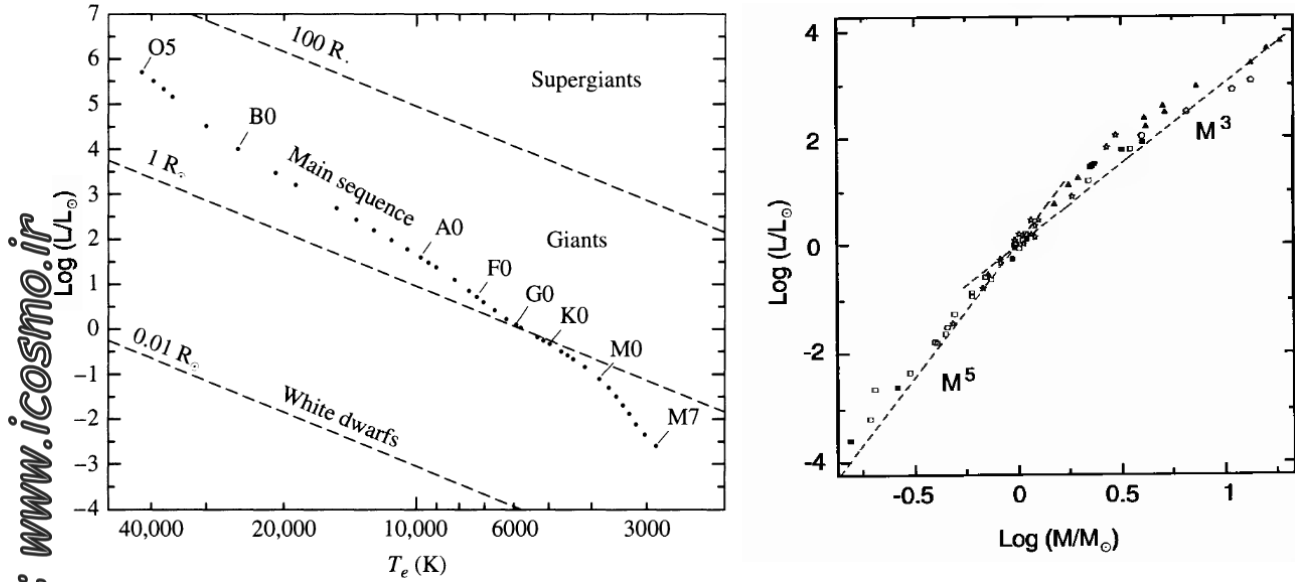 www.icosmo.ir
Log (L/L⊙)
7
6
5
4
3
2
1
0
−1
−2
−3
−4
O5
100 R.
Supergiants
B0
1 R⊙
Main sequence
A0
Giants
F0
G0
K0
0.01 R⊙
M0
White dwarfs
M7
40,000
20,000
10,000
6000
3000
Tₑ (K)
Log (L/L⊙)
4
2
0
-2
-4
M³
M⁵
-0.5
0
0.5
1
Log (M/M⊙)